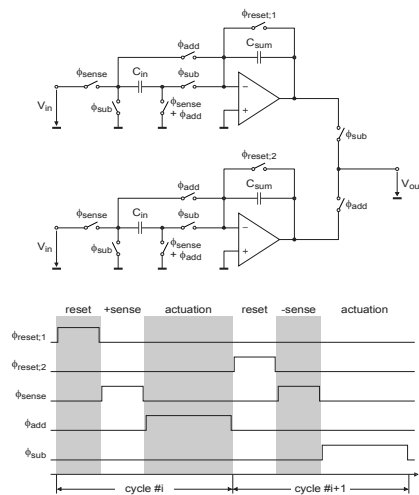 ϕreset;1
ϕadd
Csum
ϕsense
Cin
ϕsub
Vin
ϕsub
ϕsense
+ ϕadd
ϕsub
ϕreset;2
ϕadd
Csum
Vout
ϕadd
ϕsense
Cin
ϕsub
Vin
ϕsub
ϕsense
+ ϕadd
reset +sense actuation reset -sense actuation
ϕreset;1
ϕreset;2
ϕsense
ϕadd
ϕsub
cycle #i cycle #i+1